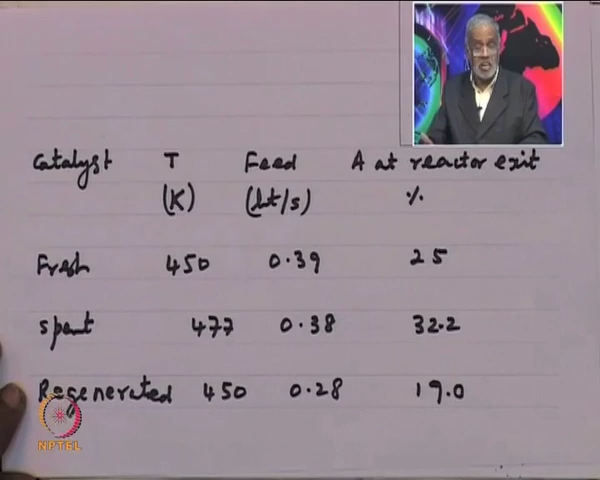 Catalyst T Feed A at reactor exit
(K) (lit/s) %
Fresh 450 0.39 25
spent 477 0.38 32.2
Regenerated 450 0.28 19.0
NPTEL